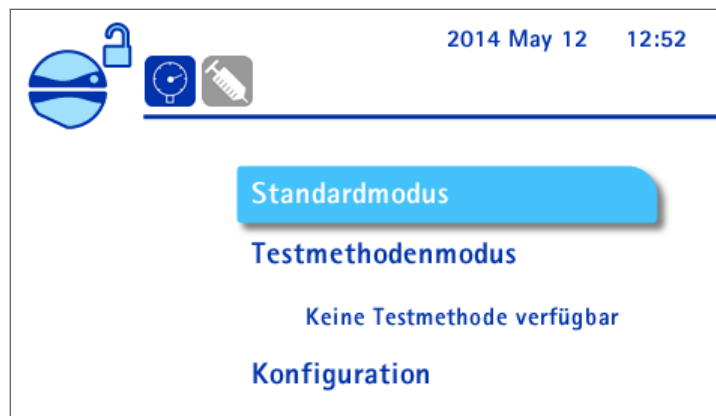 2014 May 12 12:52
Standardmodus
Testmethodenmodus
Keine Testmethode verfügbar
Konfiguration